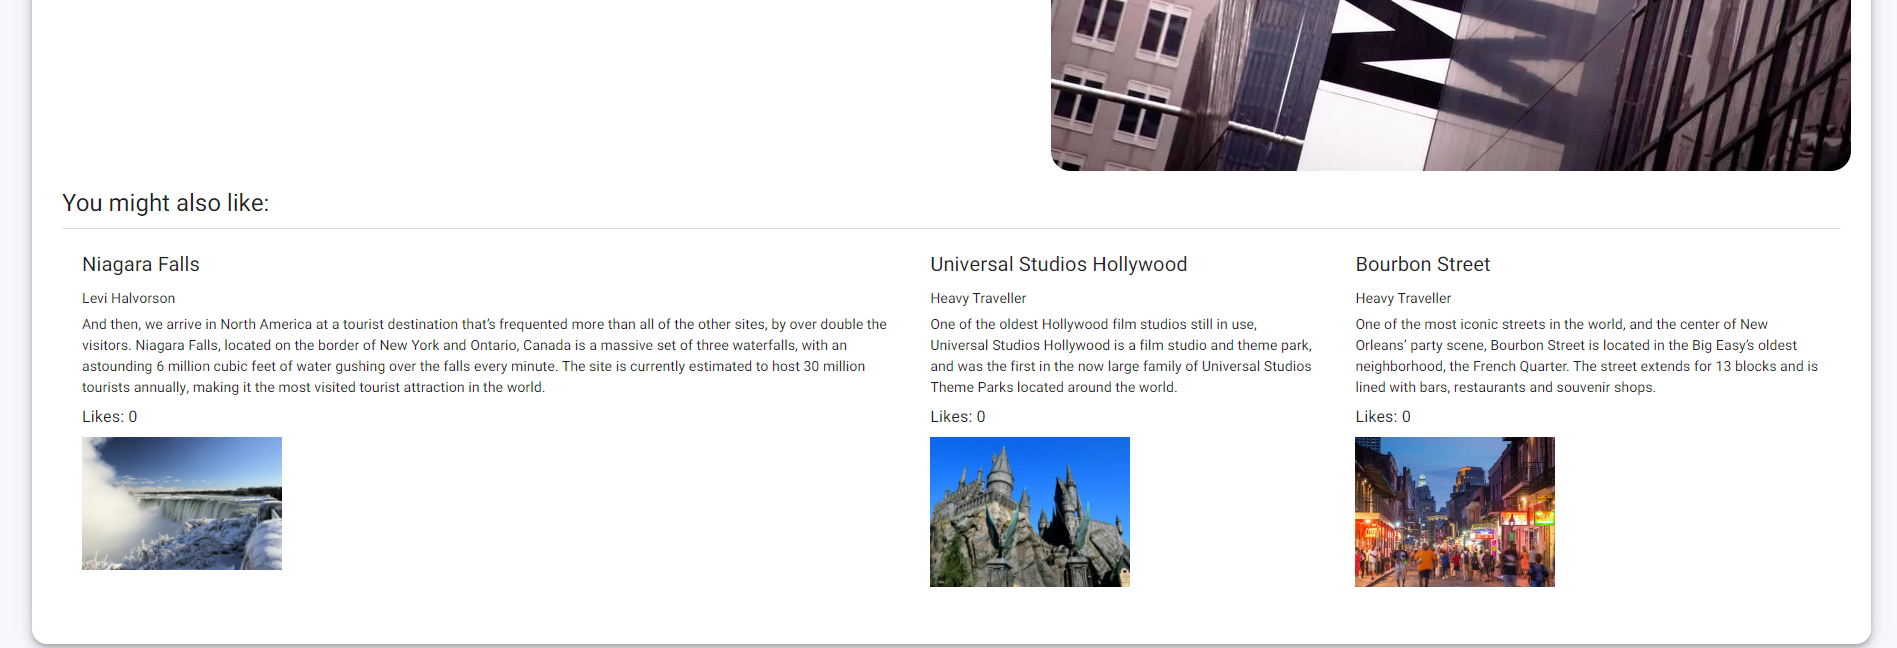 You might also like:
Niagara Falls
Levi Halvorson
And then, we arrive in North America at a tourist destination that’s frequented more than all of the other sites, by over double the
visitors. Niagara Falls, located on the border of New York and Ontario, Canada is a massive set of three waterfalls, with an
astounding 6 million cubic feet of water gushing over the falls every minute. The site is currently estimated to host 30 million
tourists annually, making it the most visited tourist attraction in the world.
Likes: 0
Universal Studios Hollywood
Heavy Traveller
One of the oldest Hollywood film studios still in use,
Universal Studios Hollywood is a film studio and theme park,
and was the first in the now large family of Universal Studios
Theme Parks located around the world.
Likes: 0
Bourbon Street
Heavy Traveller
One of the most iconic streets in the world, and the center of New
Orleans’ party scene, Bourbon Street is located in the Big Easy’s oldest
neighborhood, the French Quarter. The street extends for 13 blocks and is
lined with bars, restaurants and souvenir shops.
Likes: 0